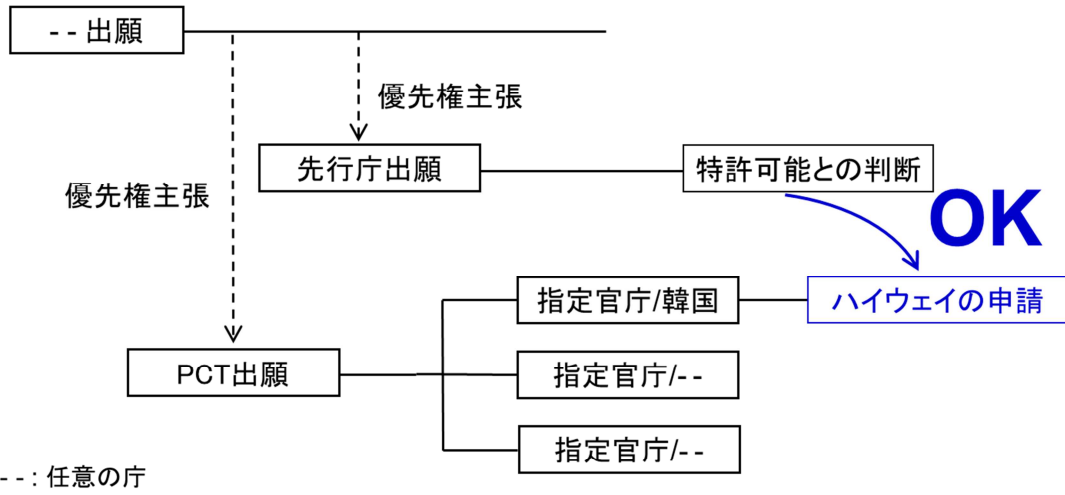 --出願
優先権主張
先行庁出願
特許可能との判断
優先権主張
OK
指定官庁/韓国
ハイウェイの申請
PCT出願
指定官庁/--
指定官庁/--
--:任意の庁